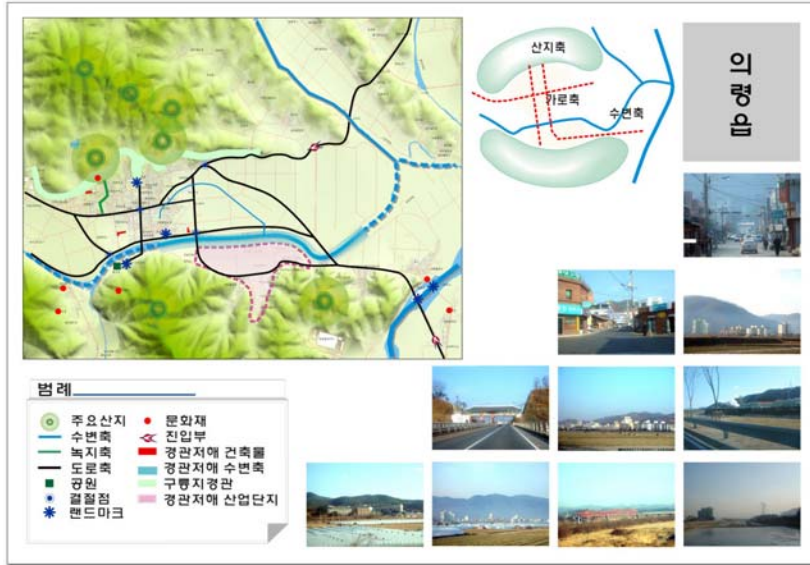 산지축
가로축
수변축
의령읍
범례
주요산지
수변축
녹지축
도로축
공원
결절점
랜드마크
문화재
진입부
경관저해 건축물
경관저해 수변축
구릉지경관
경관저해 산업단지